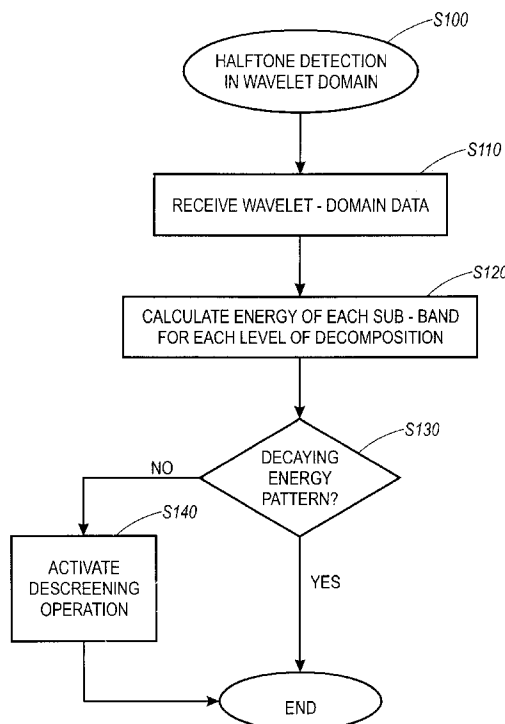 S100
HALFTONE DETECTION
IN WAVELET DOMAIN
S110
RECEIVE WAVELET - DOMAIN DATA
S120
CALCULATE ENERGY OF EACH SUB - BAND
FOR EACH LEVEL OF DECOMPOSITION
S130
DECAYING
ENERGY
PATTERN?
NO
S140
ACTIVATE
DESCREENING
OPERATION
YES
END